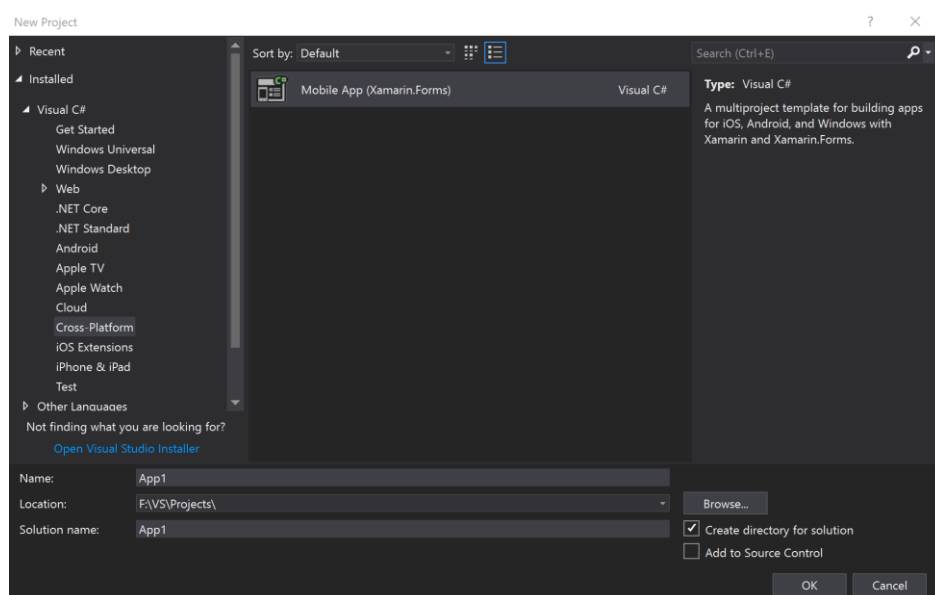 New Project
Recent
Installed
Visual C#
Get Started
Windows Universal
Windows Desktop
Web
.NET Core
.NET Standard
Android
Apple TV
Apple Watch
Cloud
Cross-Platform
iOS Extensions
iPhone & iPad
Test
Other Languages
Not finding what you are looking for?
Open Visual Studio Installer
Sort by: Default
Mobile App (Xamarin.Forms) Visual C#
Search (Ctrl+E)
Type: Visual C#
A multiproject template for building apps
for iOS, Android, and Windows with
Xamarin and Xamarin.Forms.
Name: App1
Location: F:\VS\Projects\
Browse...
Solution name: App1
Create directory for solution
Add to Source Control
OK Cancel